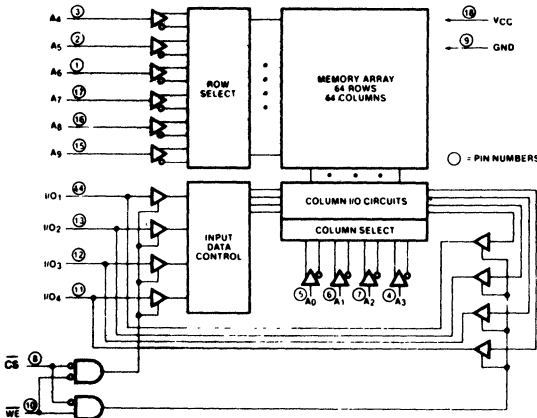 A4 3
A5 2
A6 1
A7 17
A8 16
A9 15
ROW
SELECT
MEMORY ARRAY
64 ROWS
64 COLUMNS
18 VCC
9 GND
= PIN NUMBERS
I/O1 14
I/O2 13
I/O3 12
I/O4 11
INPUT
DATA
CONTROL
COLUMN I/O CIRCUITS
COLUMN SELECT
5 A0
6 A1
7 A2
4 A3
CS 8
WE 10